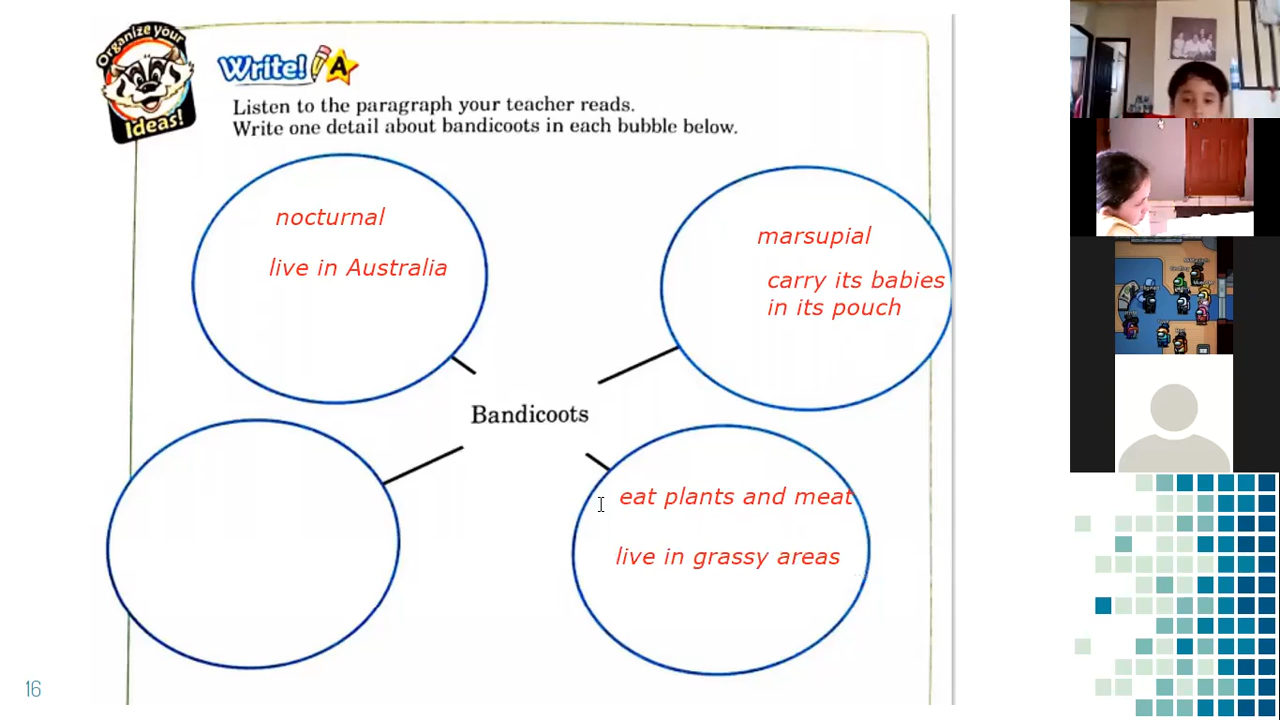 Organize your
Ideas!
Write! A
Listen to the paragraph your teacher reads.
Write one detail about bandicoots in each bubble below.
nocturnal
live in Australia
marsupial
carry its babies
in its pouch
Bandicoots
eat plants and meat
live in grassy areas
16